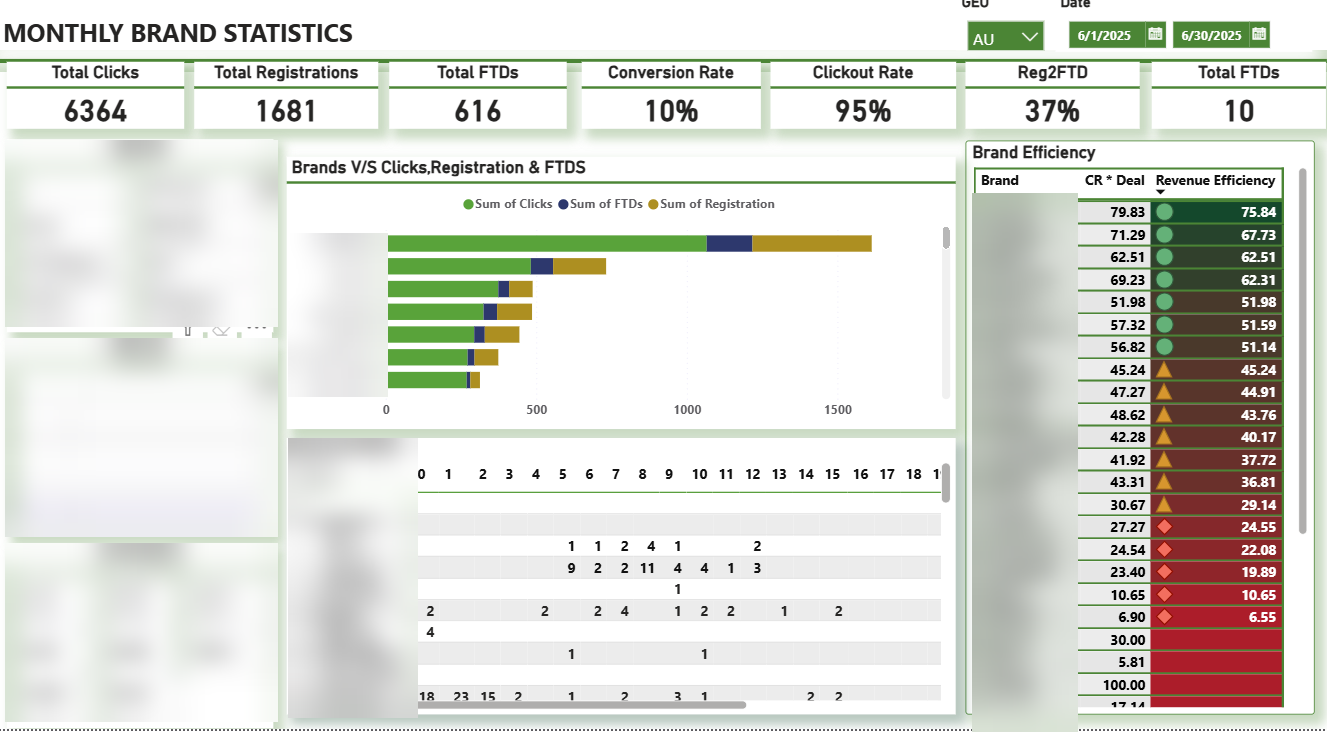 GEO Date
MONTHLY BRAND STATISTICS
AU 6/1/2025 6/30/2025
Total Clicks Total Registrations Total FTDs Conversion Rate Clickout Rate Reg2FTD Total FTDs
6364 1681 616 10% 95% 37% 10
Brands V/S Clicks,Registration & FTDS
Sum of Clicks Sum of FTDs Sum of Registration
0 500 1000 1500
0 1 2 3 4 5 6 7 8 9 10 11 12 13 14 15 16 17 18
1 1 2 4 1 2
9 2 2 11 4 4 1 3
1
2 2 2 4 1 2 2 1 2
4
1 1
18 23 15 2 1 2 3 1 2 2
Brand Efficiency
Brand CR * Deal Revenue Efficiency
79.83 75.84
71.29 67.73
62.51 62.51
69.23 62.31
51.98 51.98
57.32 51.59
56.82 51.14
45.24 45.24
47.27 44.91
48.62 43.76
42.28 40.17
41.92 37.72
43.31 36.81
30.67 29.14
27.27 24.55
24.54 22.08
23.40 19.89
10.65 10.65
6.90 6.55
30.00
5.81
100.00
17.14